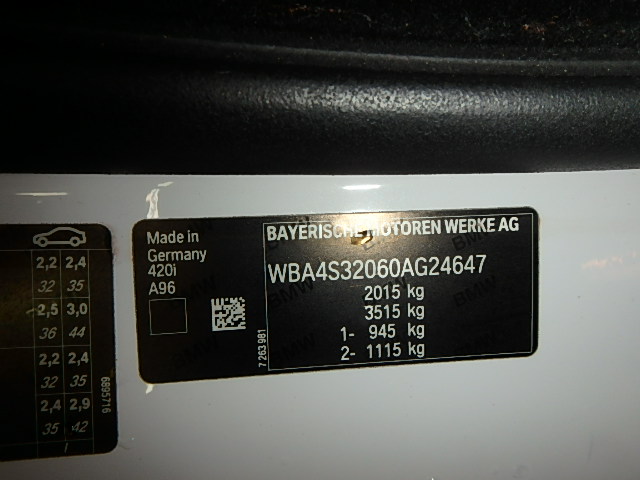 2,2 2,4
32 35
2,5 3,0
36 44
2,2 2,4
32 35
2,4 2,9
35 42
6895716
Made in
Germany
420i
A96
7 263 981
BAYERISCHE MOTOREN WERKE AG
WBA4S32060AG24647
2015 kg
3515 kg
1- 945 kg
2- 1115 kg